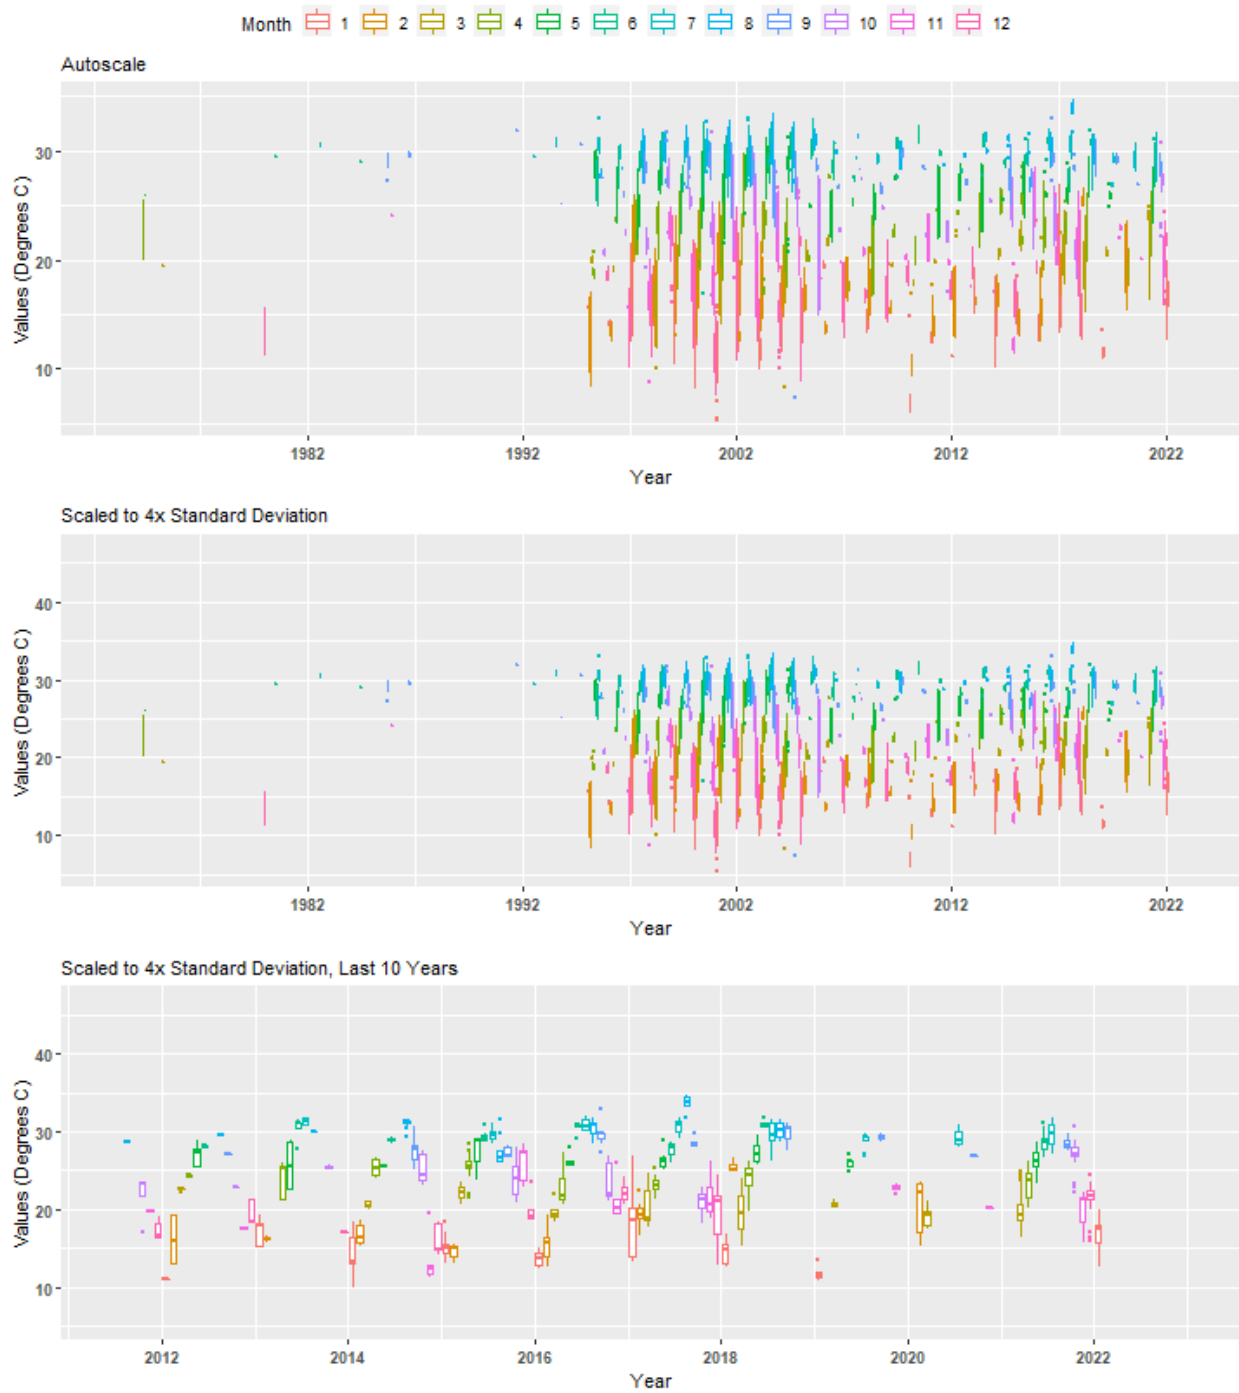 Month 1 2 3 4 5 6 7 8 9 10 11 12
Autoscale
Values (Degrees C)
30
20
10
1982 1992 2002 2012 2022
Year
Scaled to 4x Standard Deviation
Values (Degrees C)
40
30
20
10
1982 1992 2002 2012 2022
Year
Scaled to 4x Standard Deviation, Last 10 Years
Values (Degrees C)
40
30
20
10
2012 2014 2016 2018 2020 2022
Year